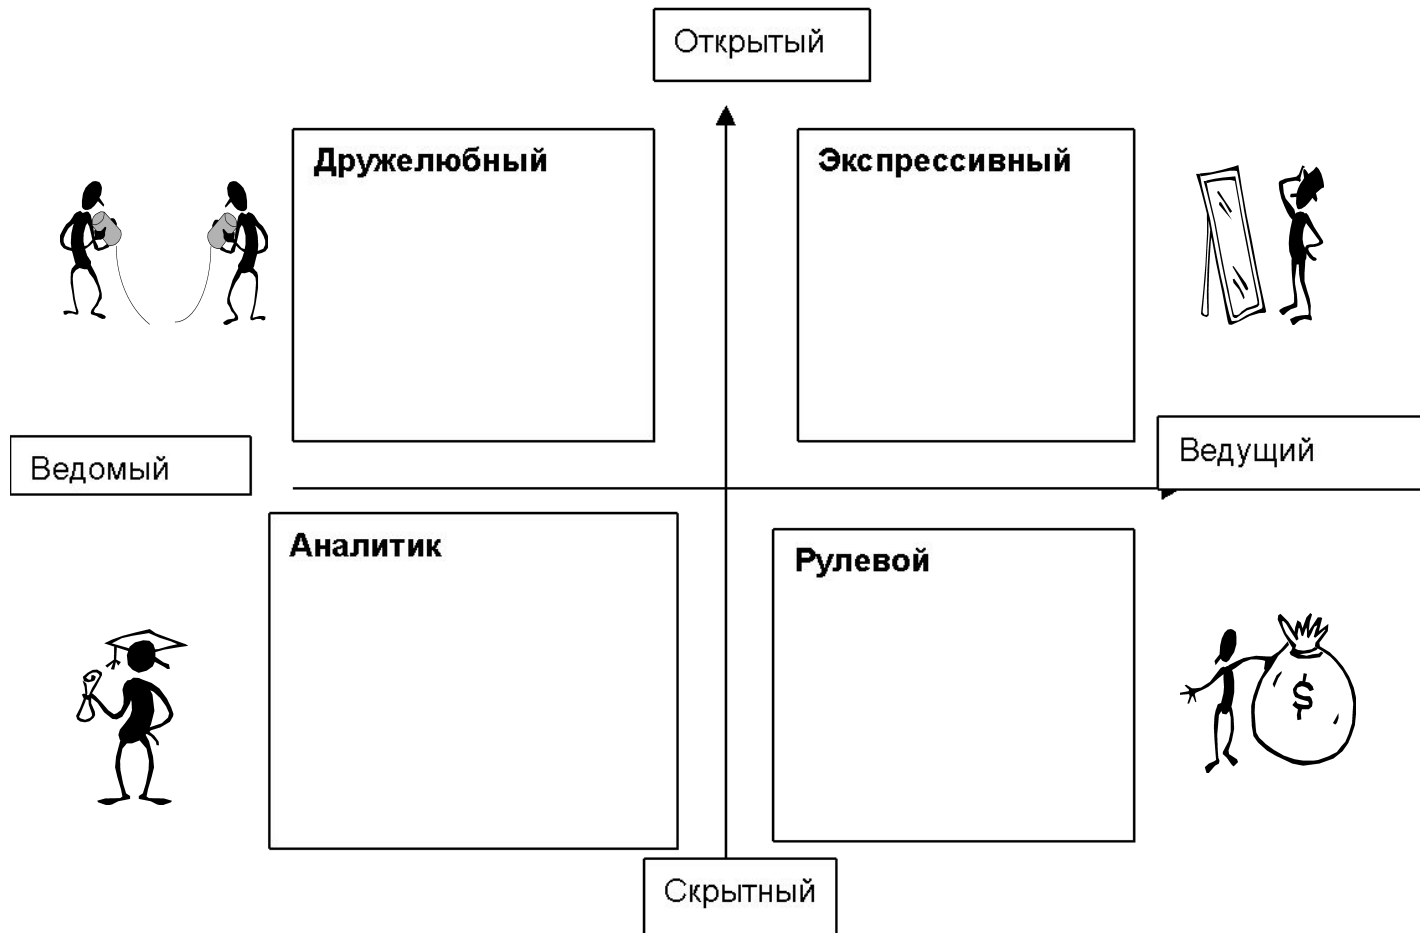 Открытый
Дружелюбный
Экспрессивный
Ведомый
Ведущий
Аналитик
Рулевой
$
Скрытный